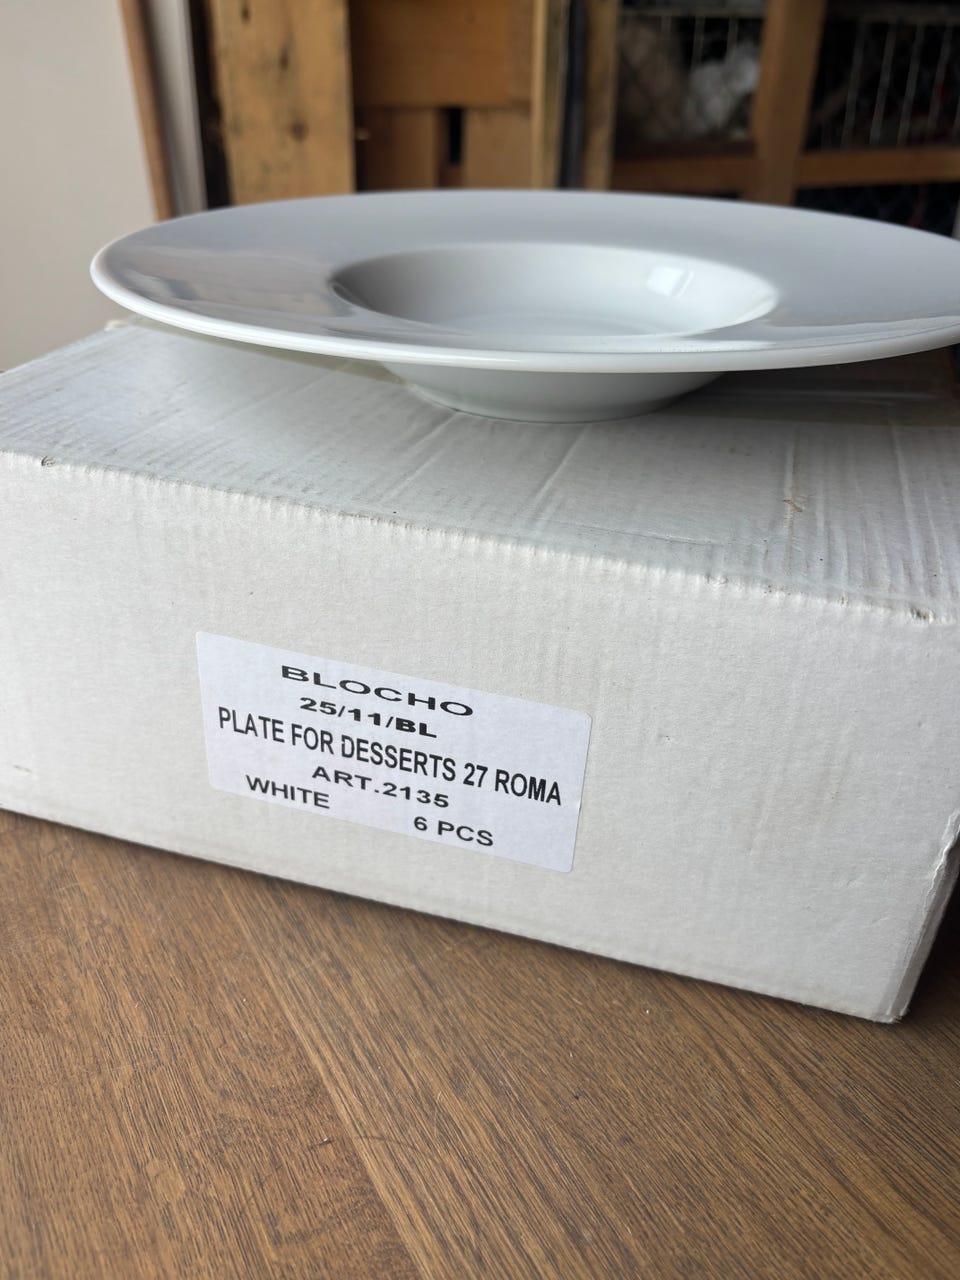 BLOCHO
25/11/BL
PLATE FOR DESSERTS 27 ROMA
ART.2135
WHITE
6 PCS